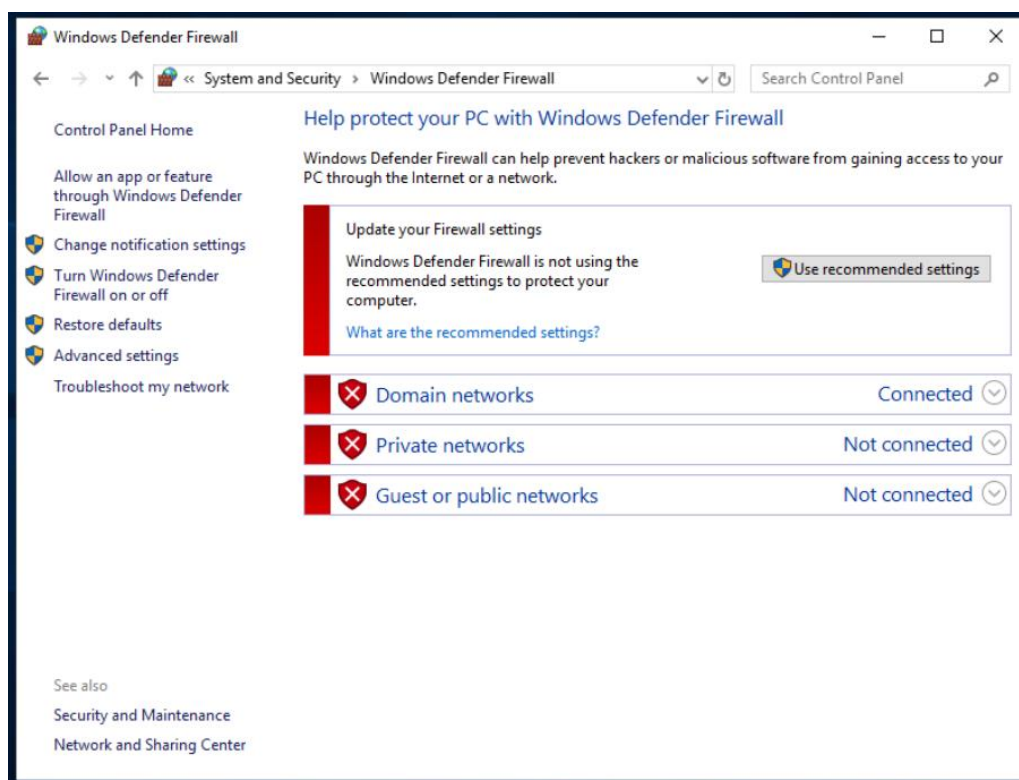 Windows Defender Firewall
« System and Security > Windows Defender Firewall
Search Control Panel
Control Panel Home
Allow an app or feature
through Windows Defender
Firewall
Change notification settings
Turn Windows Defender
Firewall on or off
Restore defaults
Advanced settings
Troubleshoot my network
Help protect your PC with Windows Defender Firewall
Windows Defender Firewall can help prevent hackers or malicious software from gaining access to your
PC through the Internet or a network.
Update your Firewall settings
Windows Defender Firewall is not using the
recommended settings to protect your
computer.
Use recommended settings
What are the recommended settings?
Domain networks Connected
Private networks Not connected
Guest or public networks Not connected
See also
Security and Maintenance
Network and Sharing Center